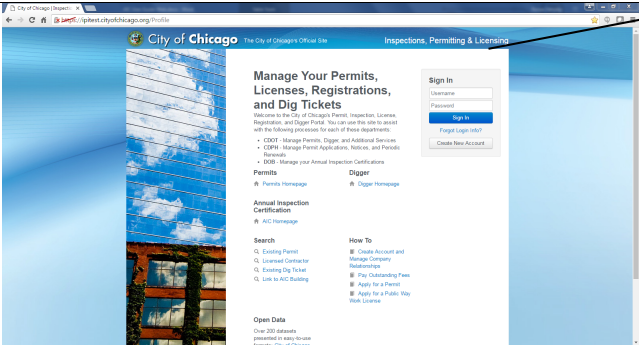 City of Chicago | Inspecti...
https://ipitest.cityofchicago.org/Profile
City of Chicago The City of Chicago's Official Site Inspections, Permitting & Licensing
Manage Your Permits,
Licenses, Registrations,
and Dig Tickets
Welcome to the City of Chicago's Permit, Inspection, License
Registration, and Digger Portal. You can use this site to assist
with the following processes for each of these departments:
• CDOT - Manage Permits, Digger, and Additional Services
• CDPH - Manage Permit Applications, Notices, and Periodic
Renewals
• DOB - Manage your Annual Inspection Certifications
Permits
Permits Homepage
Digger
Digger Homepage
Annual Inspection
Certification
AIC Homepage
Search
Existing Permit
Licensed Contractor
Existing Dig Ticket
Link to AIC Building
How To
Create Account and
Manage Company
Relationships
Pay Outstanding Fees
Apply for a Permit
Apply for a Public Way
Work License
Open Data
Over 200 datasets
presented in easy-to-use
formats: City of Chicago
Sign In
Username
Password
Sign In
Forgot Login Info?
Create New Account